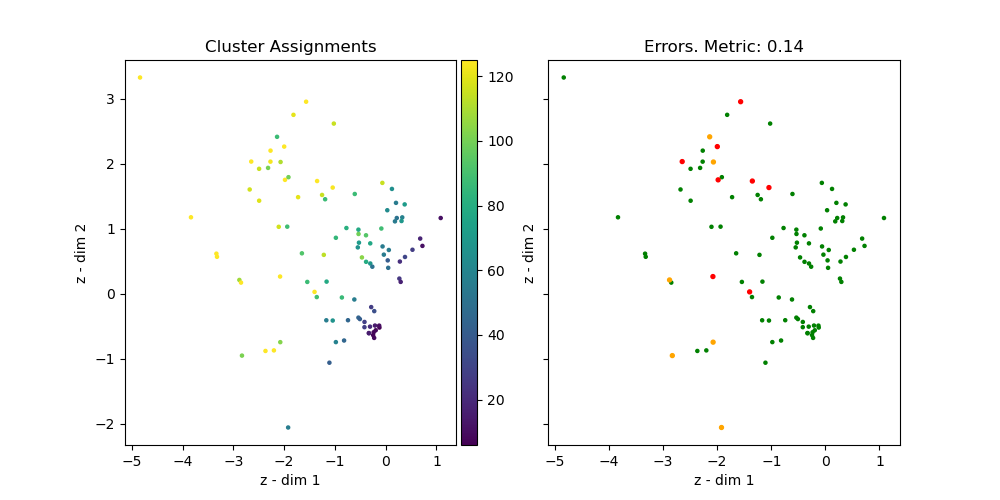 Cluster Assignments
3
2
1
0
−1
−2
z - dim 2
−5 −4 −3 −2 −1 0 1
z - dim 1
120
100
80
60
40
20
Errors. Metric: 0.14
z - dim 2
−5 −4 −3 −2 −1 0 1
z - dim 1